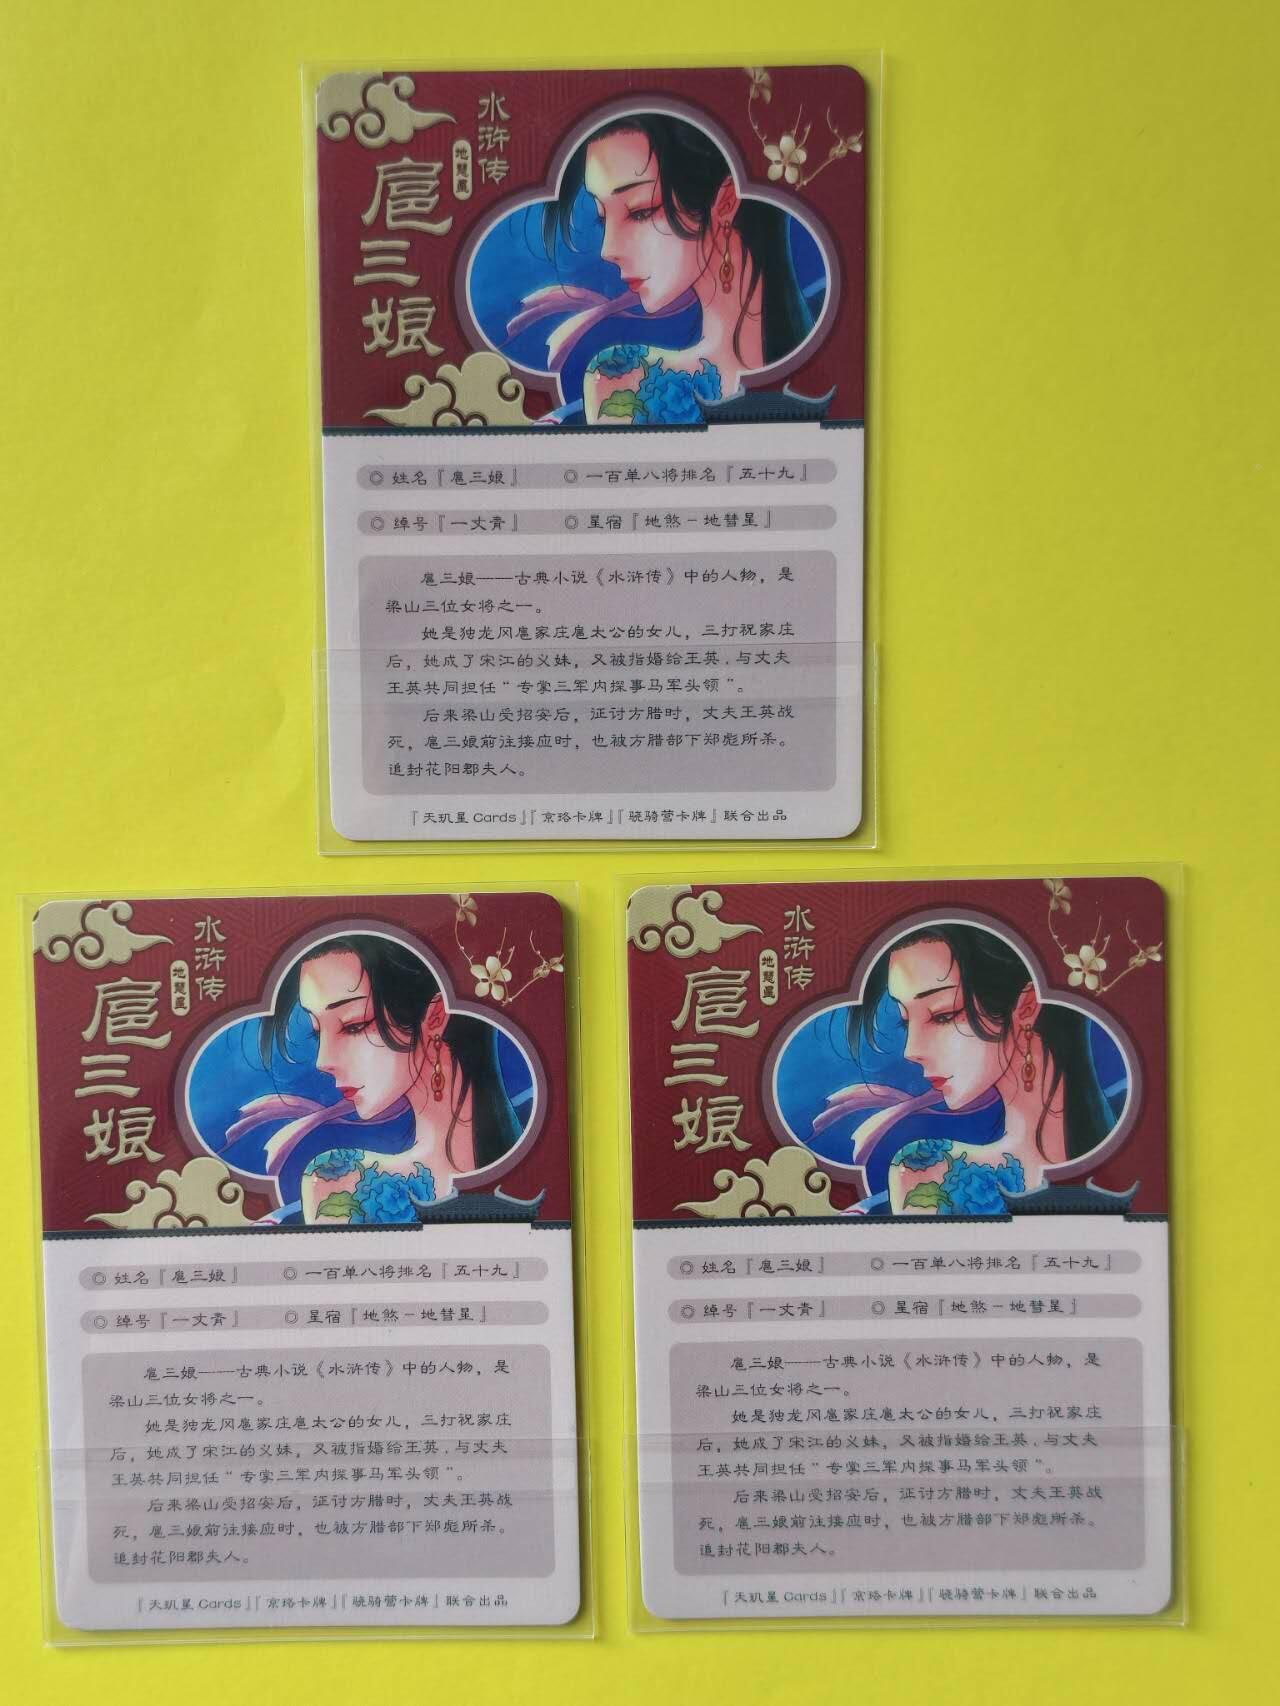 水浒传
地慧星
扈三娘
◎ 姓名『扈三娘』 ◎ 一百单八将排名『五十九』
◎ 绰号『一丈青』 ◎ 星宿『地煞－地彗星』
扈三娘——古典小说《水浒传》中的人物，是
梁山三位女将之一。
她是独龙冈扈家庄扈太公的女儿，三打祝家庄
后，她成了宋江的义妹，又被指婚给王英，与丈夫
王英共同担任“专掌三军内探事马军头领”。
后来梁山受招安后，征讨方腊时，丈夫王英战
死，扈三娘前往接应时，也被方腊部下郑彪所杀。
追封花阳郡夫人。
『天玑星Cards』『京珞卡牌』『骁骑营卡牌』联合出品
水浒传
地慧星
扈三娘
◎ 姓名『扈三娘』 ◎ 一百单八将排名『五十九』
◎ 绰号『一丈青』 ◎ 星宿『地煞－地彗星』
扈三娘——古典小说《水浒传》中的人物，是
梁山三位女将之一。
她是独龙冈扈家庄扈太公的女儿，三打祝家庄
后，她成了宋江的义妹，又被指婚给王英，与丈夫
王英共同担任“专掌三军内探事马军头领”。
后来梁山受招安后，征讨方腊时，丈夫王英战
死，扈三娘前往接应时，也被方腊部下郑彪所杀。
追封花阳郡夫人。
『天玑星Cards』『京珞卡牌』『骁骑营卡牌』联合出品
水浒传
地慧星
扈三娘
◎ 姓名『扈三娘』 ◎ 一百单八将排名『五十九』
◎ 绰号『一丈青』 ◎ 星宿『地煞－地彗星』
扈三娘——古典小说《水浒传》中的人物，是
梁山三位女将之一。
她是独龙冈扈家庄扈太公的女儿，三打祝家庄
后，她成了宋江的义妹，又被指婚给王英，与丈夫
王英共同担任“专掌三军内探事马军头领”。
后来梁山受招安后，征讨方腊时，丈夫王英战
死，扈三娘前往接应时，也被方腊部下郑彪所杀。
追封花阳郡夫人。
『天玑星Cards』『京珞卡牌』『骁骑营卡牌』联合出品